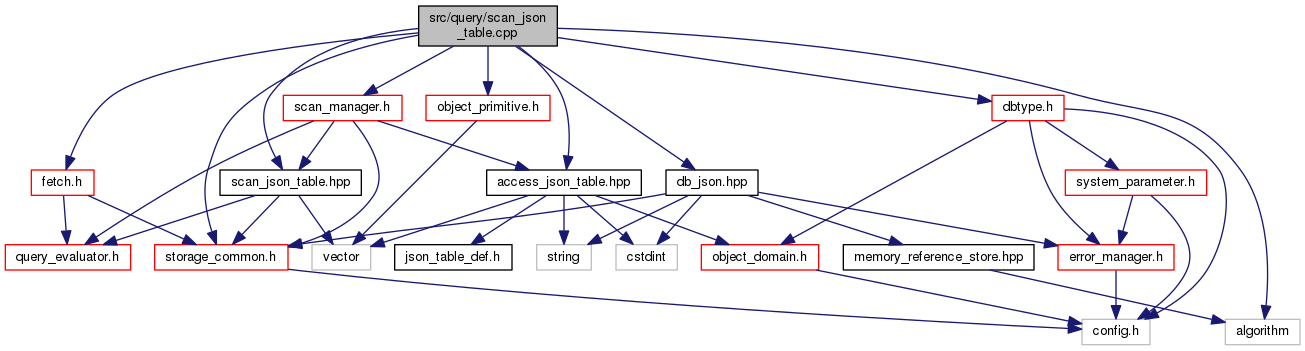 src/query/scan_json
_table.cpp
scan_manager.h
object_primitive.h
dbtype.h
fetch.h
scan_json_table.hpp
access_json_table.hpp
db_json.hpp
system_parameter.h
query_evaluator.h
storage_common.h
vector
json_table_def.h
string
cstdint
object_domain.h
memory_reference_store.hpp
error_manager.h
config.h
algorithm